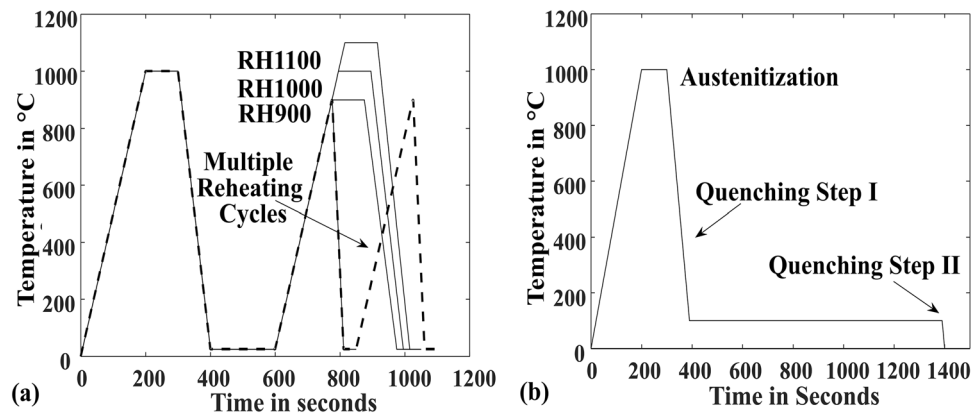 1200
1000
800
600
400
200
0
Temperature in °C
RH1100
RH1000
RH900
Multiple
Reheating
Cycles
0 200 400 600 800 1000 1200
Time in seconds
(a)
1200
1000
800
600
400
200
0
Temperature in °C
Austenitization
Quenching Step I
Quenching Step II
0 200 400 600 800 1000 1200 1400
Time in Seconds
(b)